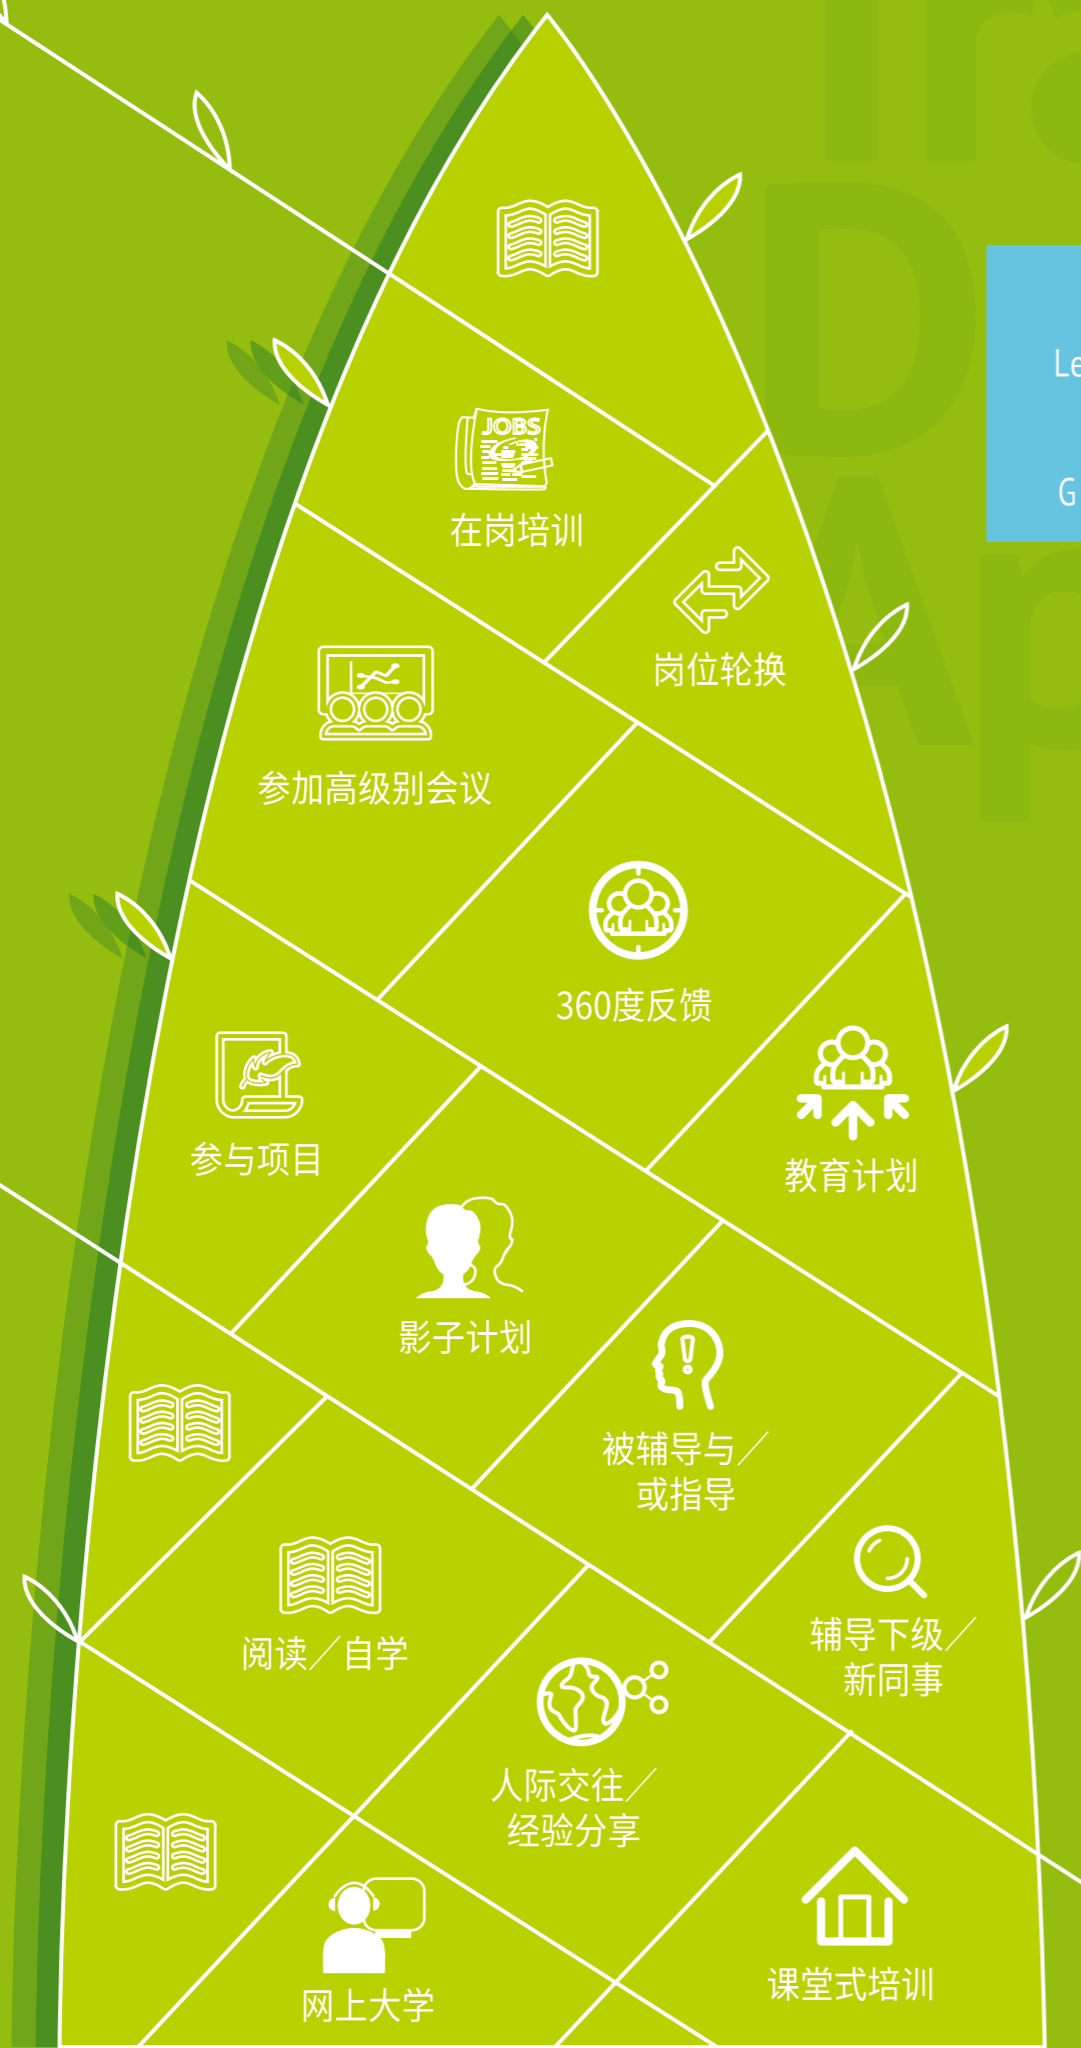 Tra
D
Ap
Le
G
JOBS
在岗培训
岗位轮换
参加高级别会议
360度反馈
参与项目
教育计划
影子计划
被辅导与／
或指导
阅读／自学
辅导下级／
新同事
人际交往／
经验分享
网上大学
课堂式培训